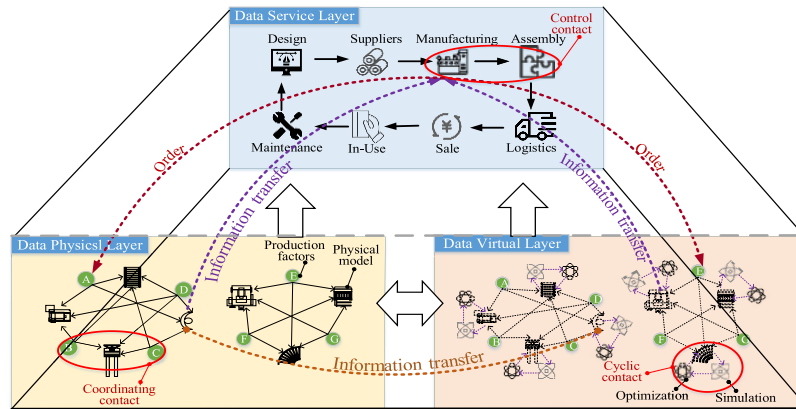 Data Service Layer
Control
contact
Design
Suppliers
Manufacturing
Assembly
¥
Maintenance
In-Use
Sale
Logistics
Order
Information transfer
Information transfer
Order
Data Physicsl Layer
Production
factors
Physical
model
A
D
B
C
E
F
G
Coordinating
contact
Information transfer
Data Virtual Layer
A
D
B
C
E
F
G
Cyclic
contact
Optimization
Simulation